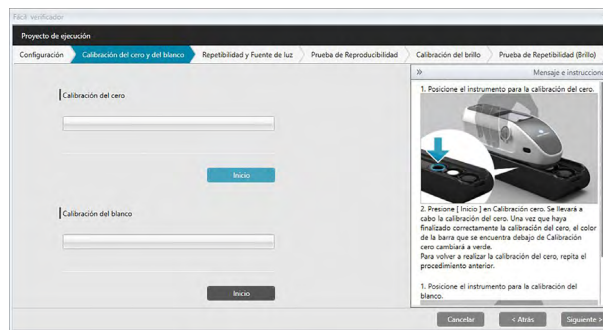 Fácil verificador
Proyecto de ejecución
Configuración
Calibración del cero y del blanco
Repetibilidad y Fuente de luz
Prueba de Reproducibilidad
Calibración del brillo
Prueba de Repetibilidad (Brillo)
Calibración del cero
Inicio
Calibración del blanco
Inicio
» Mensaje e instruccione
1. Posicione el instrumento para la calibración del cero.
2. Presione [ Inicio ] en Calibración cero. Se llevará a
cabo la calibración del cero. Una vez que haya
finalizado correctamente la calibración del cero, el color
de la barra que se encuentra debajo de Calibración
cero cambiará a verde.
Para volver a realizar la calibración del cero, repita el
procedimiento anterior.
1. Posicione el instrumento para la calibración del
blanco.
Cancelar
< Atrás
Siguiente >